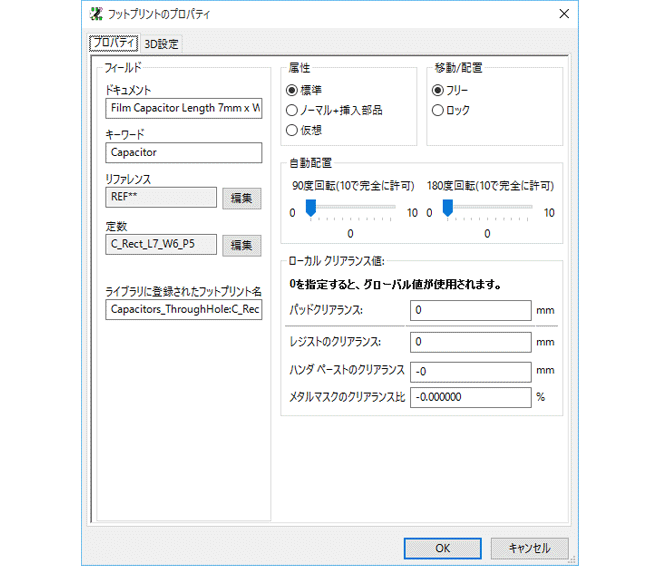 フットプリントのプロパティ
プロパティ 3D設定
フィールド
ドキュメント
Film Capacitor Length 7mm x W
キーワード
Capacitor
リファレンス
REF** 編集
定数
C_Rect_L7_W6_P5 編集
ライブラリに登録されたフットプリント名
Capacitors_ThroughHole:C_Rec
属性
標準
ノーマル+挿入部品
仮想
移動/配置
フリー
ロック
自動配置
90度回転(10で完全に許可) 180度回転(10で完全に許可)
0 10 0 10
0 0
ローカル クリアランス値:
0を指定すると、グローバル値が使用されます。
パッドクリアランス: 0 mm
レジストのクリアランス: 0 mm
ハンダ ペーストのクリアランス -0 mm
メタルマスクのクリアランス比 -0.000000 %
OK キャンセル